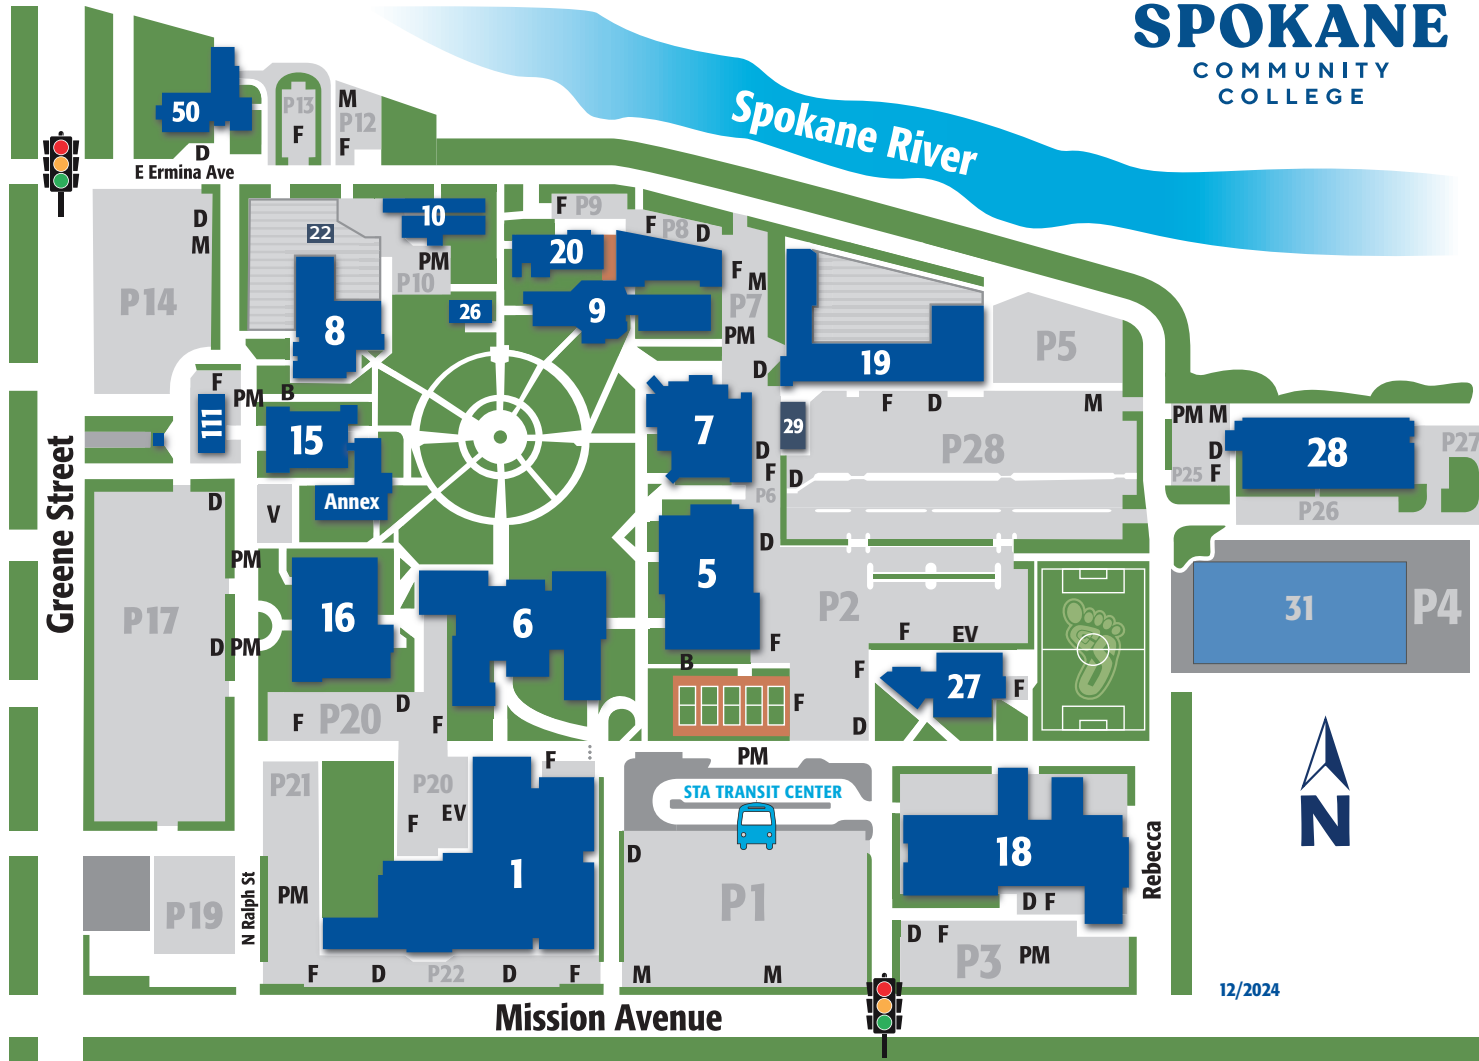 SPOKANE
COMMUNITY
COLLEGE
Spokane River
50
P13
F
M
P12
F
D
E Ermina Ave
D
M
P14
22
10
PM
P10
8
26
F P9
F P8 D
20
9
F
M
P7
PM
D
19
P5
F
PM
B
111
15
Annex
V
7
29
D
F
P6
D
F
D
M
P28
PM M
D
P25 F
28
P27
P26
Greene Street
D
PM
P17
D PM
16
6
5
D
F
B
P2
F
EV
F
27
F
F
D
31
P4
F
P20
D
F
P21
P20
EV
F
F
1
PM
STA TRANSIT CENTER
D
P1
M
M
18
D F
Rebecca
D F
P3
PM
P19
N Ralph St
PM
F
D
P22
D
F
N
12/2024
Mission Avenue